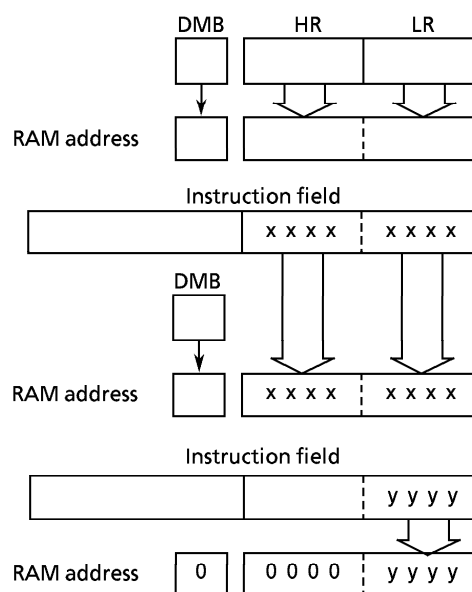 DMB HR LR
RAM address
Instruction field
x x x x x x x x
DMB
RAM address x x x x x x x x
Instruction field
y y y y
RAM address 0 0 0 0 0 y y y y